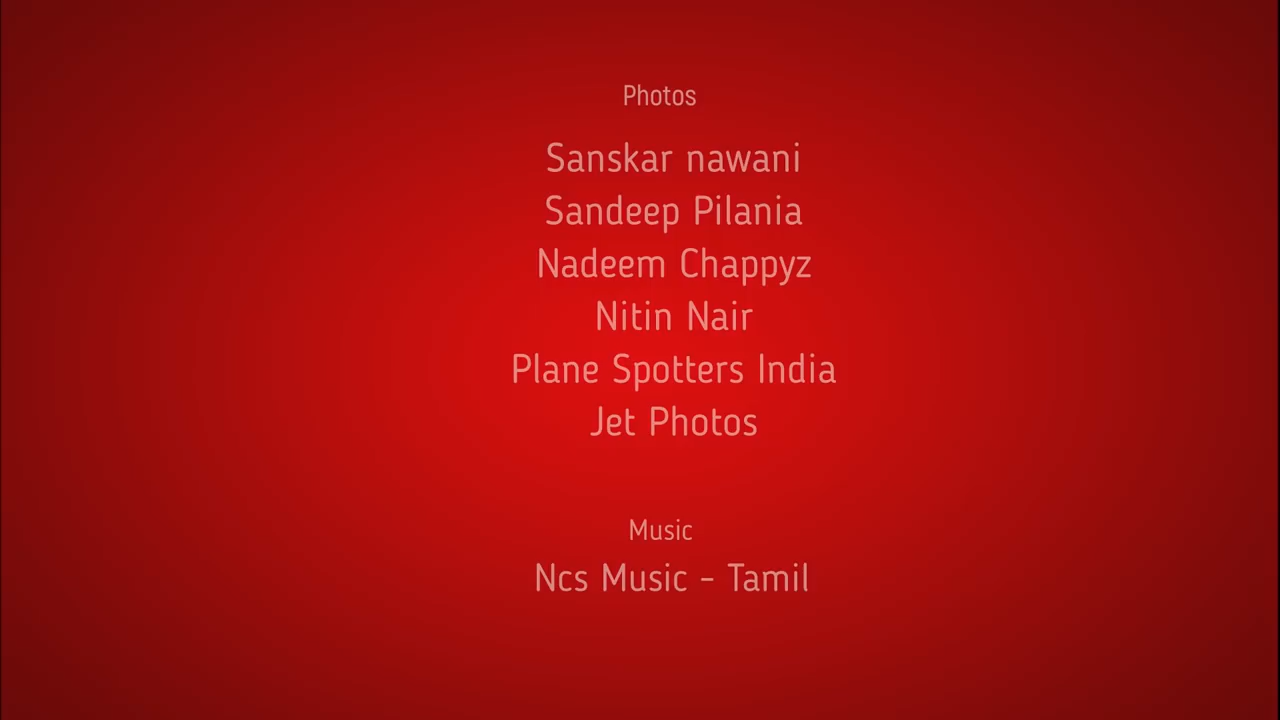 Photos
Sanskar nawani
Sandeep Pilania
Nadeem Chappyz
Nitin Nair
Plane Spotters India
Jet Photos
Music
Ncs Music - Tamil